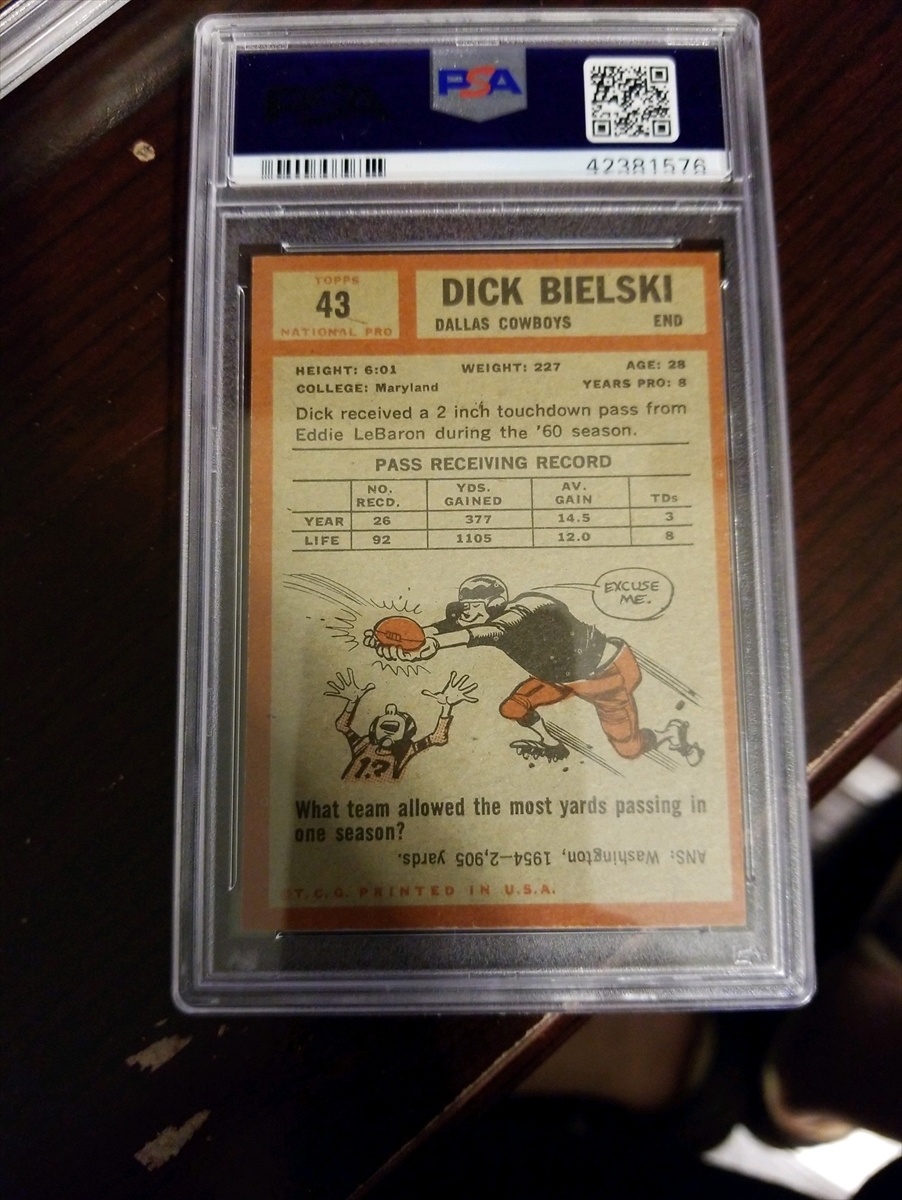 PSA
42381576
TOPPS
43
NATIONAL PRO
DICK BIELSKI
DALLAS COWBOYS END
HEIGHT: 6:01 WEIGHT: 227 AGE: 28
COLLEGE: Maryland YEARS PRO: 8
Dick received a 2 inch touchdown pass from
Eddie LeBaron during the '60 season.
PASS RECEIVING RECORD
NO. RECD. YDS. GAINED AV. GAIN TDs
YEAR 26 377 14.5 3
LIFE 92 1105 12.0 8
EXCUSE
ME.
1?
What team allowed the most yards passing in
one season?
ANS: Washington, 1954—2,905 yards.
©T.C.G. PRINTED IN U.S.A.